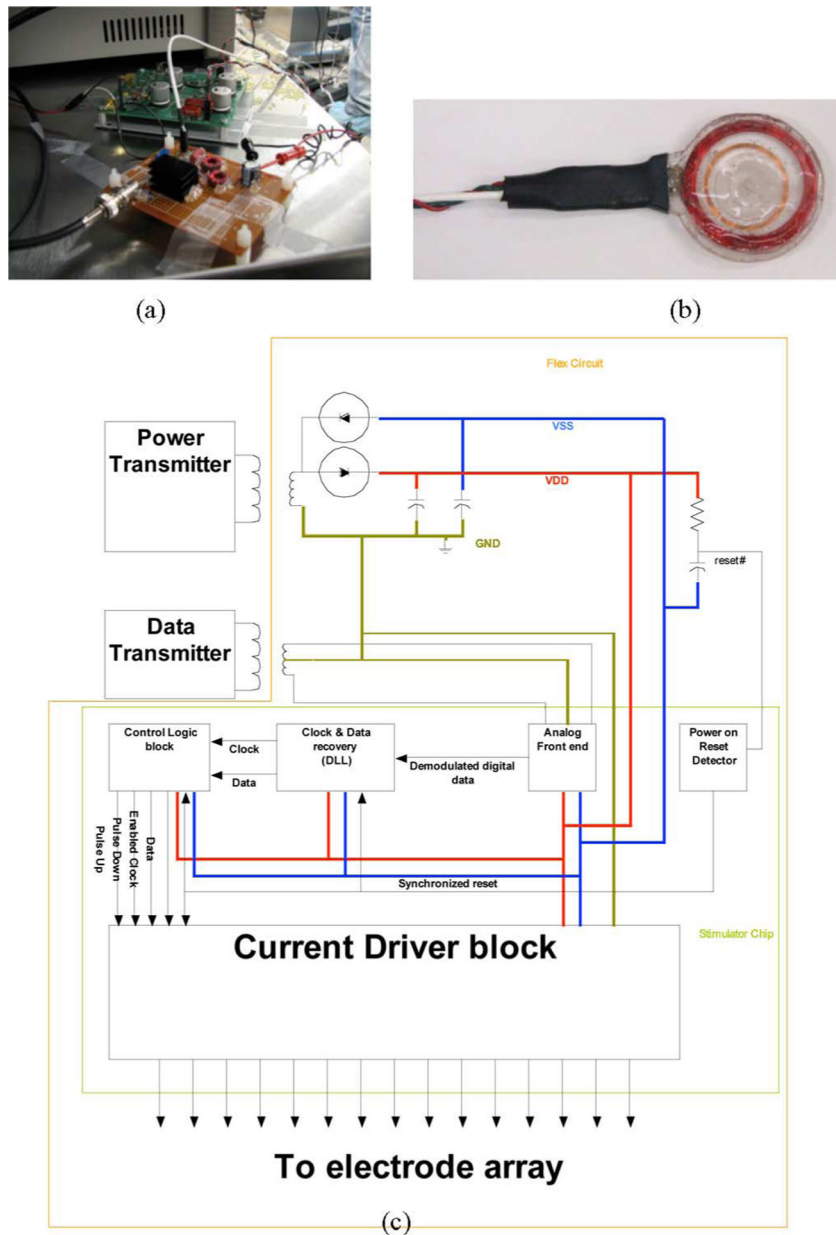 (a)
(b)
Flex Circuit
Power
Transmitter
VSS
VDD
GND
reset#
Data
Transmitter
Control Logic
block
Clock
Data
Clock & Data
recovery
(DLL)
Demodulated digital
data
Analog
Front end
Power on
Reset
Detector
Pulse Up
Pulse Down
Enabled Clock
Data
Synchronized reset
Current Driver block
Stimulator Chip
To electrode array
(c)